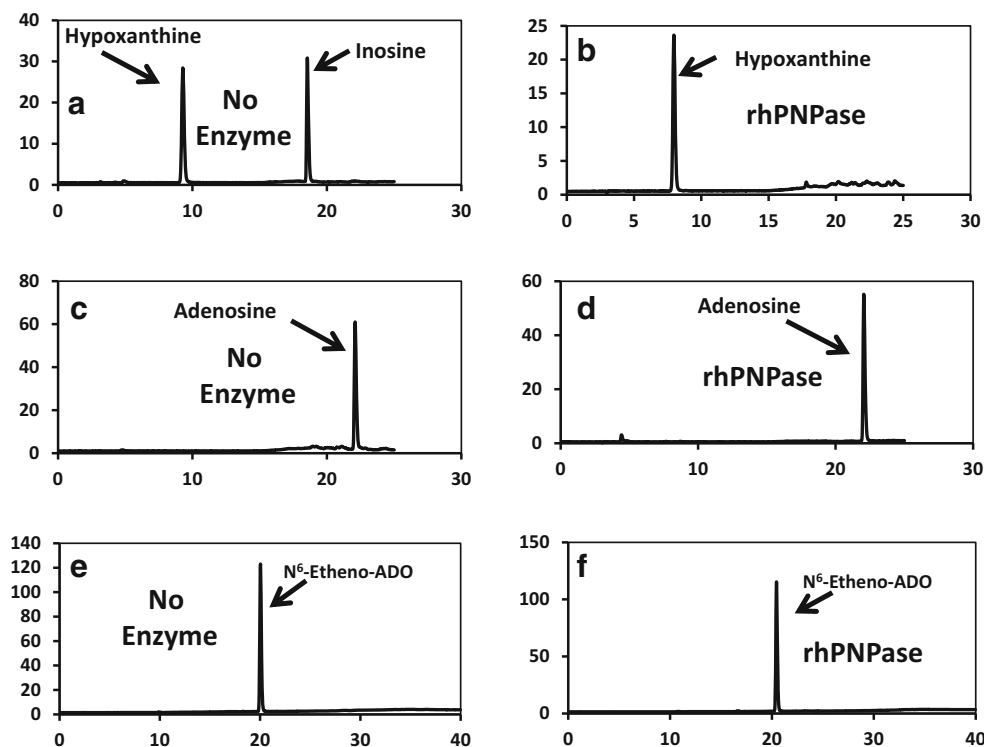 a
40
30
20
10
0
Hypoxanthine
Inosine
No
Enzyme
0 10 20 30
b
25
20
15
10
5
0
Hypoxanthine
rhPNPase
0 5 10 15 20 25 30
c
80
60
40
20
0
Adenosine
No
Enzyme
0 10 20 30
d
60
40
20
0
Adenosine
rhPNPase
0 10 20 30
e
140
120
100
80
60
40
20
0
N⁶-Etheno-ADO
No
Enzyme
0 10 20 30 40
f
150
100
50
0
N⁶-Etheno-ADO
rhPNPase
0 10 20 30 40